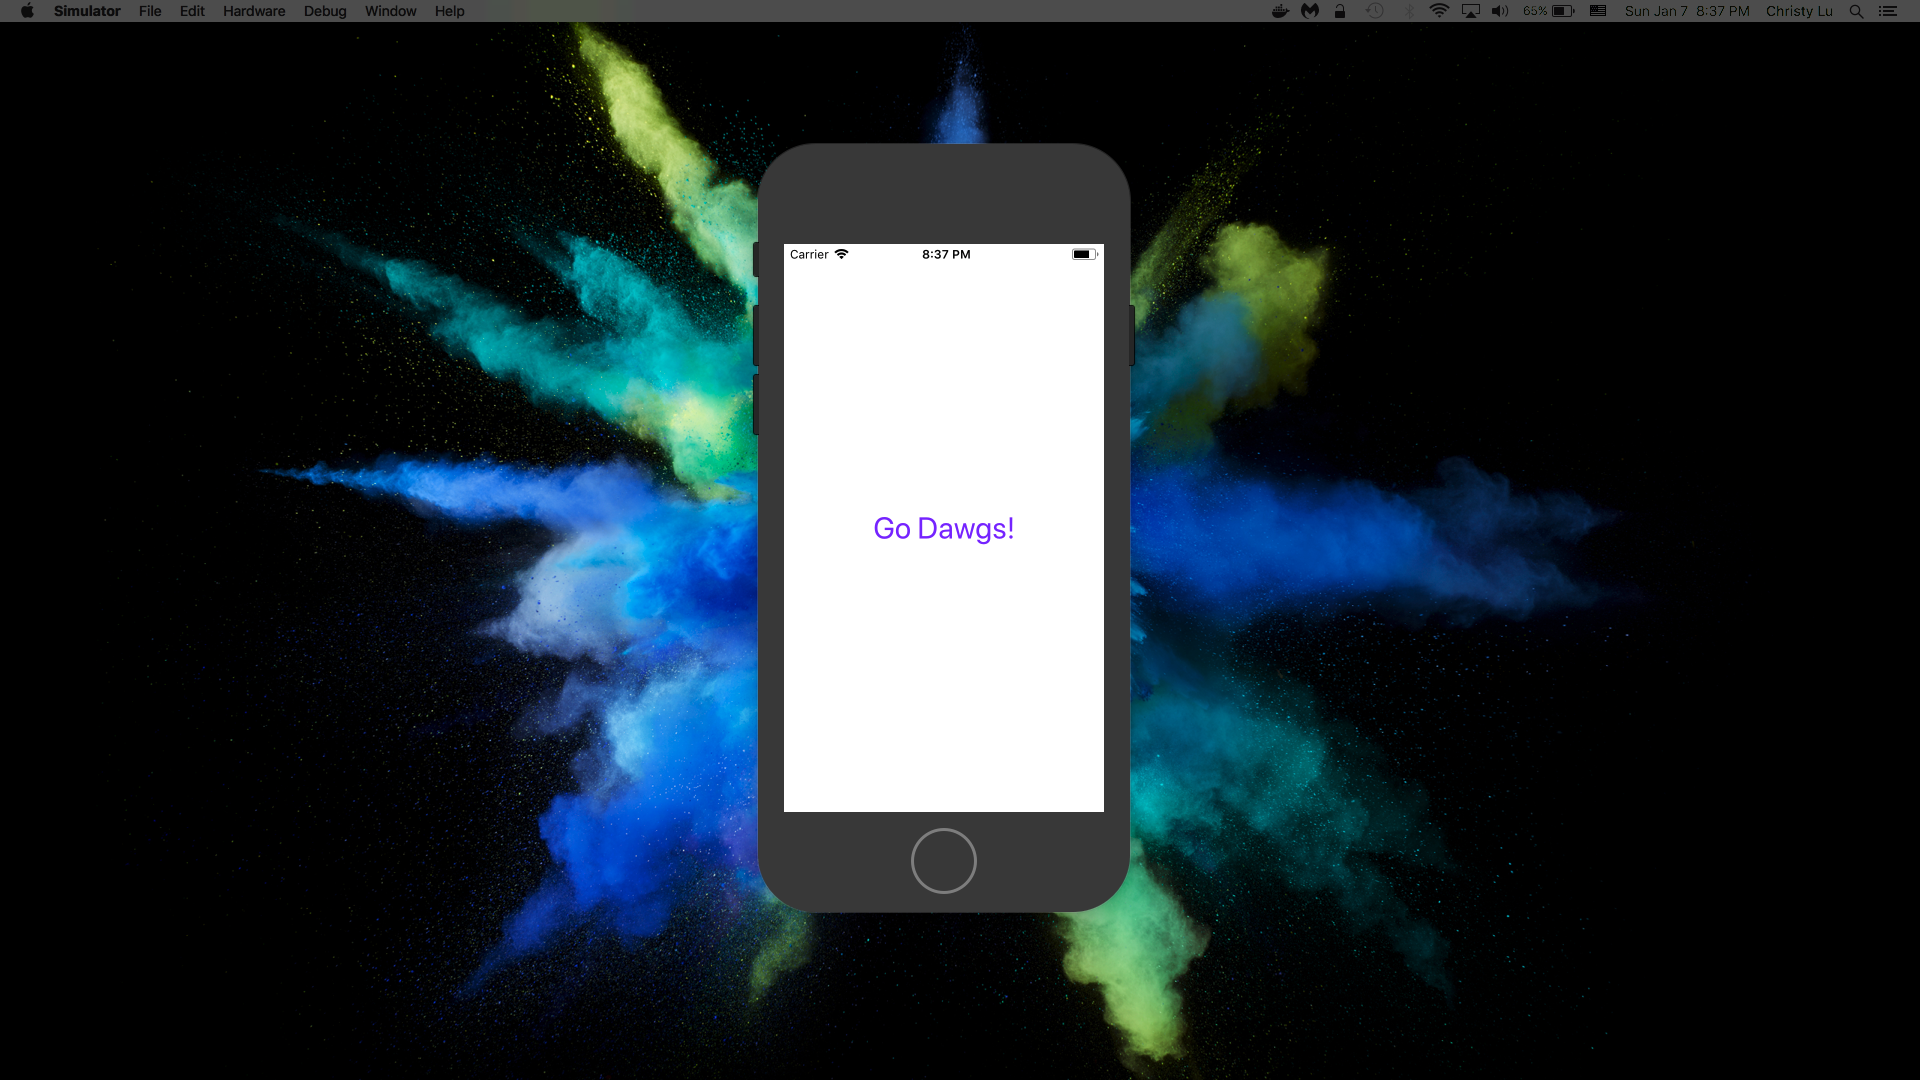 Simulator File Edit Hardware Debug Window Help 65% Sun Jan 7 8:37 PM Christy Lu
Carrier 8:37 PM
Go Dawgs!